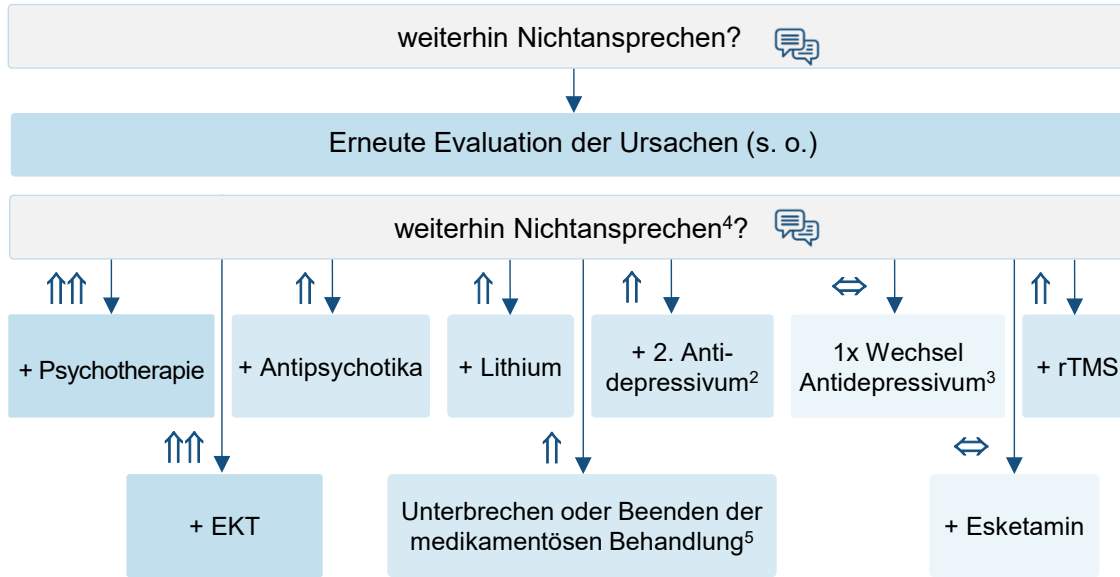 weiterhin Nichtansprechen?
Erneute Evaluation der Ursachen (s. o.)
weiterhin Nichtansprechen⁴?
+ Psychotherapie
+ Antipsychotika
+ Lithium
+ 2. Anti-
depressivum²
1x Wechsel
Antidepressivum³
+ rTMS
+ EKT
Unterbrechen oder Beenden der
medikamentösen Behandlung⁵
+ Esketamin